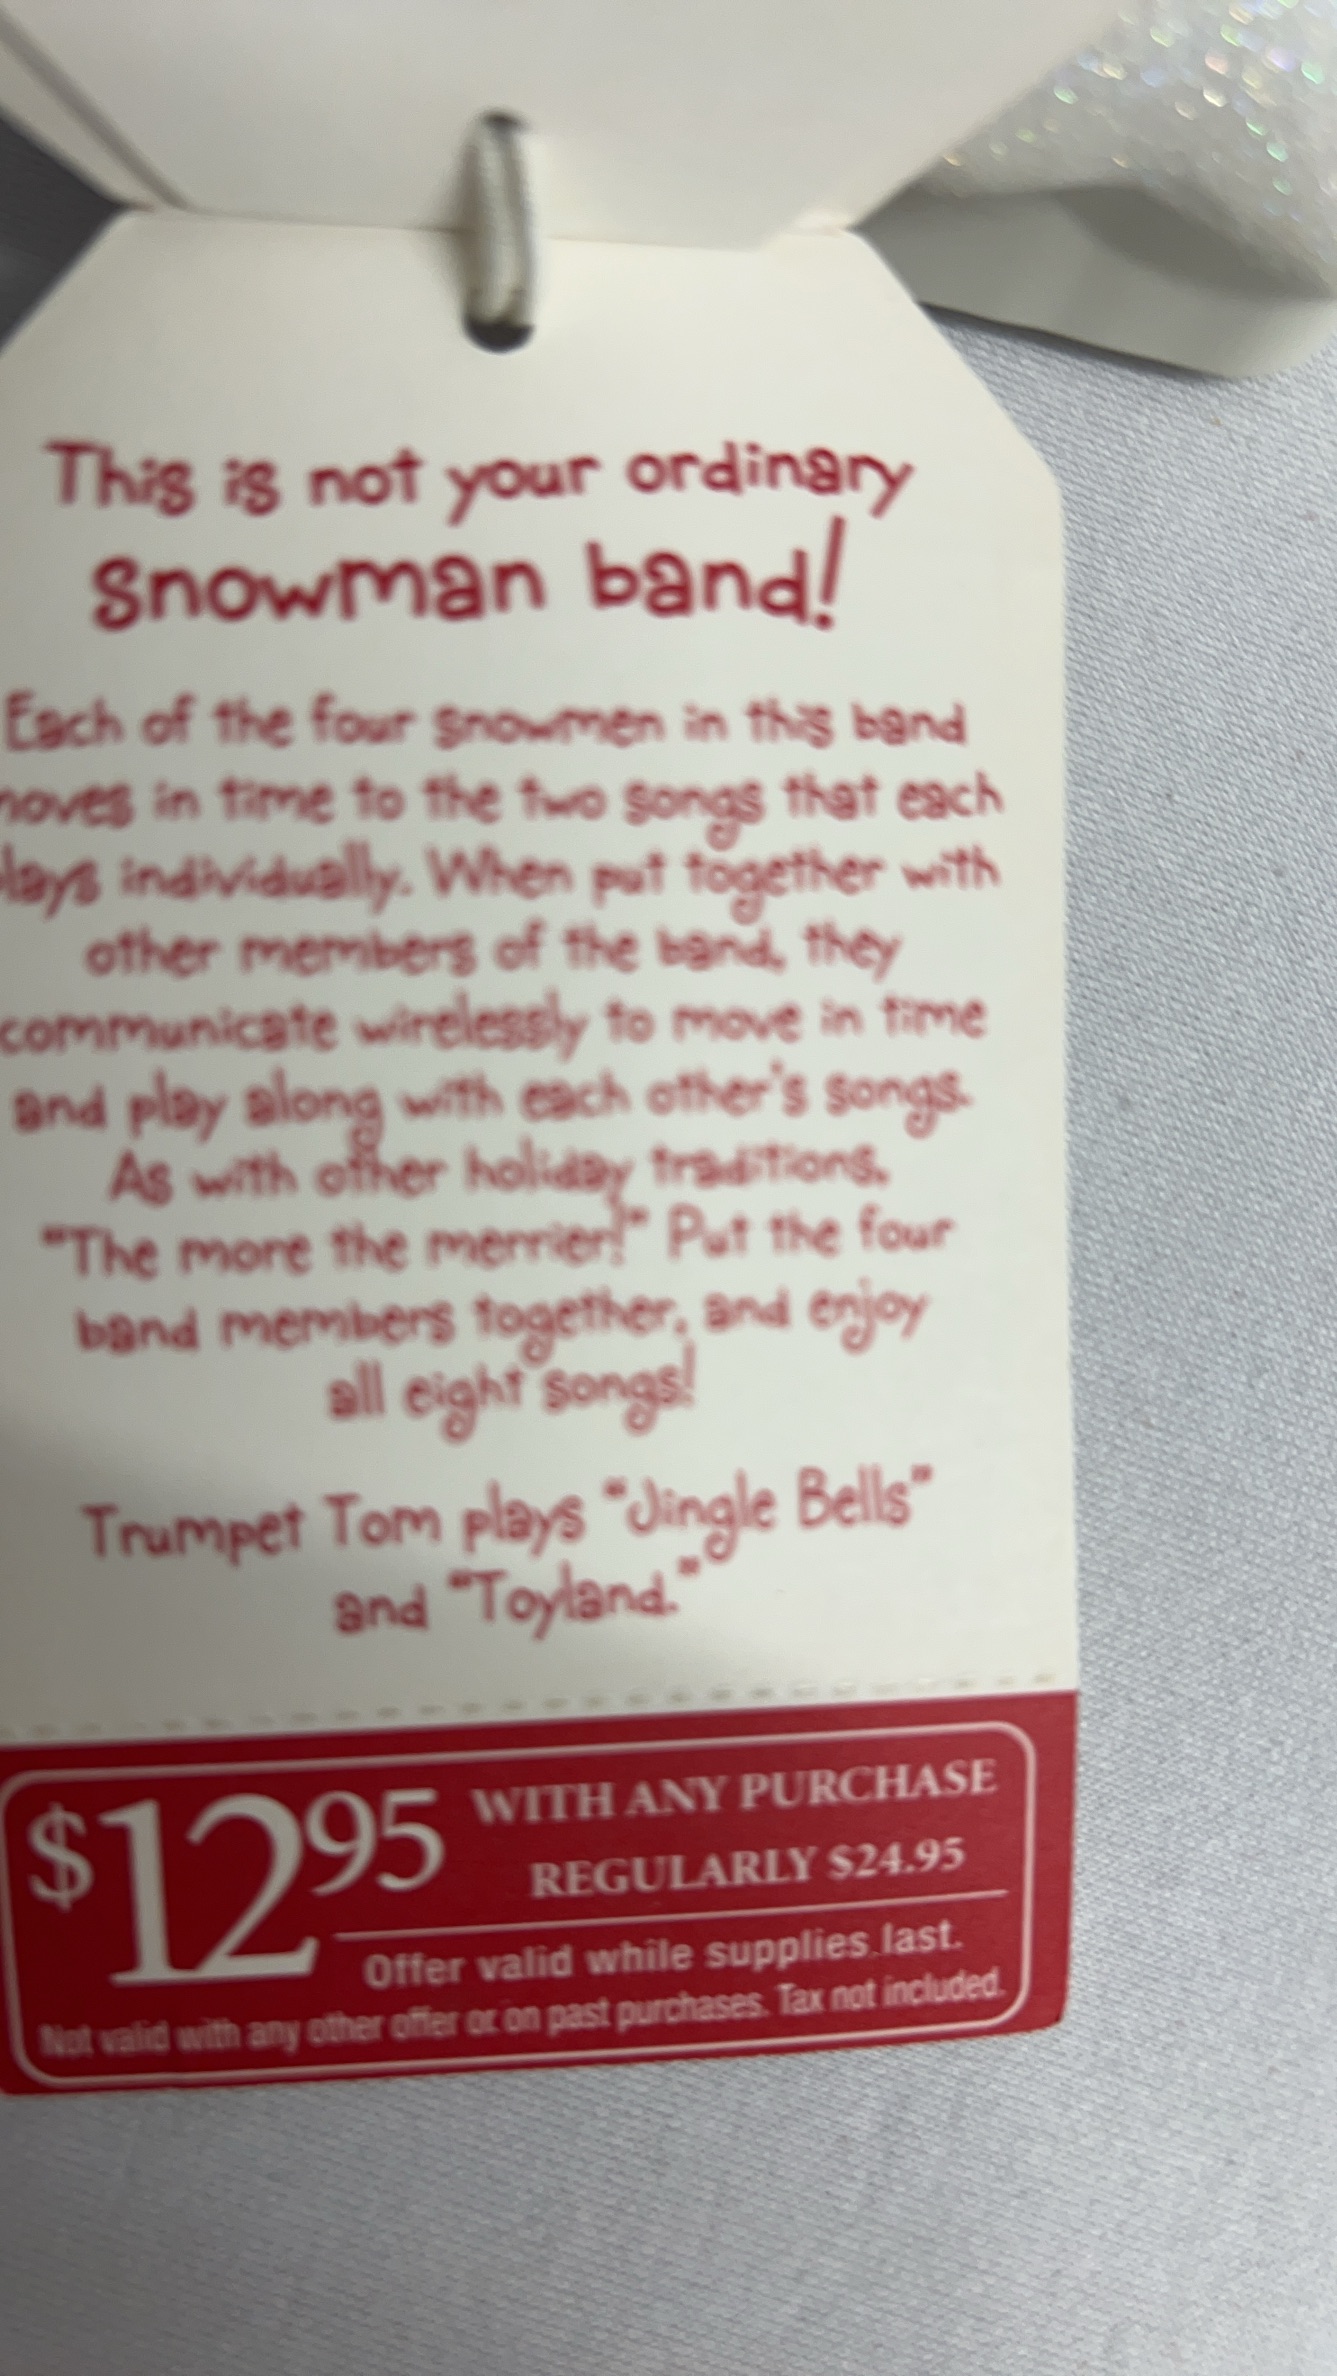 This is not your ordinary
snowman band!
Each of the four snowmen in this band
moves in time to the two songs that each
plays individually. When put together with
other members of the band, they
communicate wirelessly to move in time
and play along with each other's songs.
As with other holiday traditions,
"The more the merrier!" Put the four
band members together, and enjoy
all eight songs!
Trumpet Tom plays "Jingle Bells"
and "Toyland."
$12.95 WITH ANY PURCHASE
REGULARLY $24.95
Offer valid while supplies last.
Not valid with any other offer or on past purchases. Tax not included.